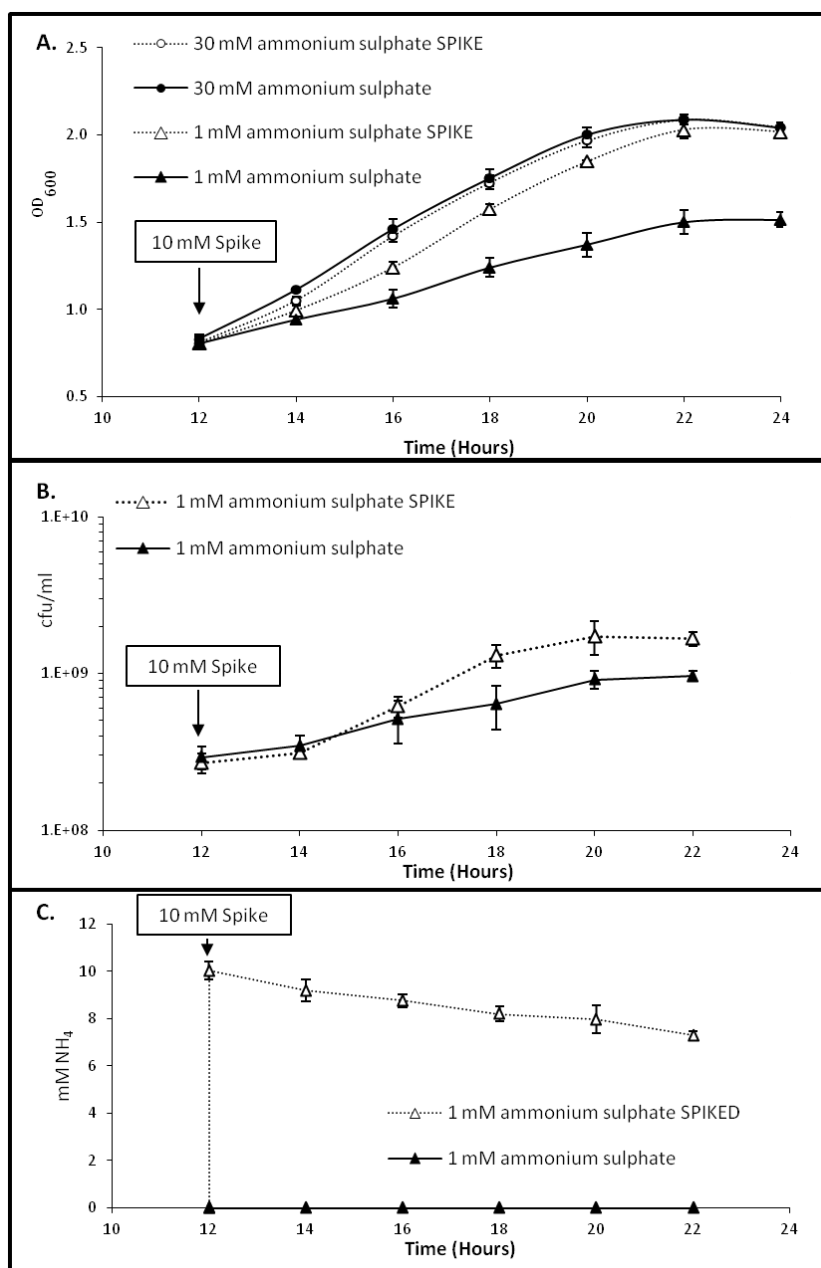 A.
30 mM ammonium sulphate SPIKE
30 mM ammonium sulphate
1 mM ammonium sulphate SPIKE
1 mM ammonium sulphate
2.5
2.0
1.5
1.0
0.5
OD600
10 mM Spike
10 12 14 16 18 20 22 24
Time (Hours)
B.
1 mM ammonium sulphate SPIKE
1 mM ammonium sulphate
1.E+10
1.E+09
1.E+08
cfu/ml
10 mM Spike
10 12 14 16 18 20 22 24
Time (Hours)
C.
10 mM Spike
12
10
8
6
4
2
0
mM NH4
1 mM ammonium sulphate SPIKED
1 mM ammonium sulphate
10 12 14 16 18 20 22 24
Time (Hours)